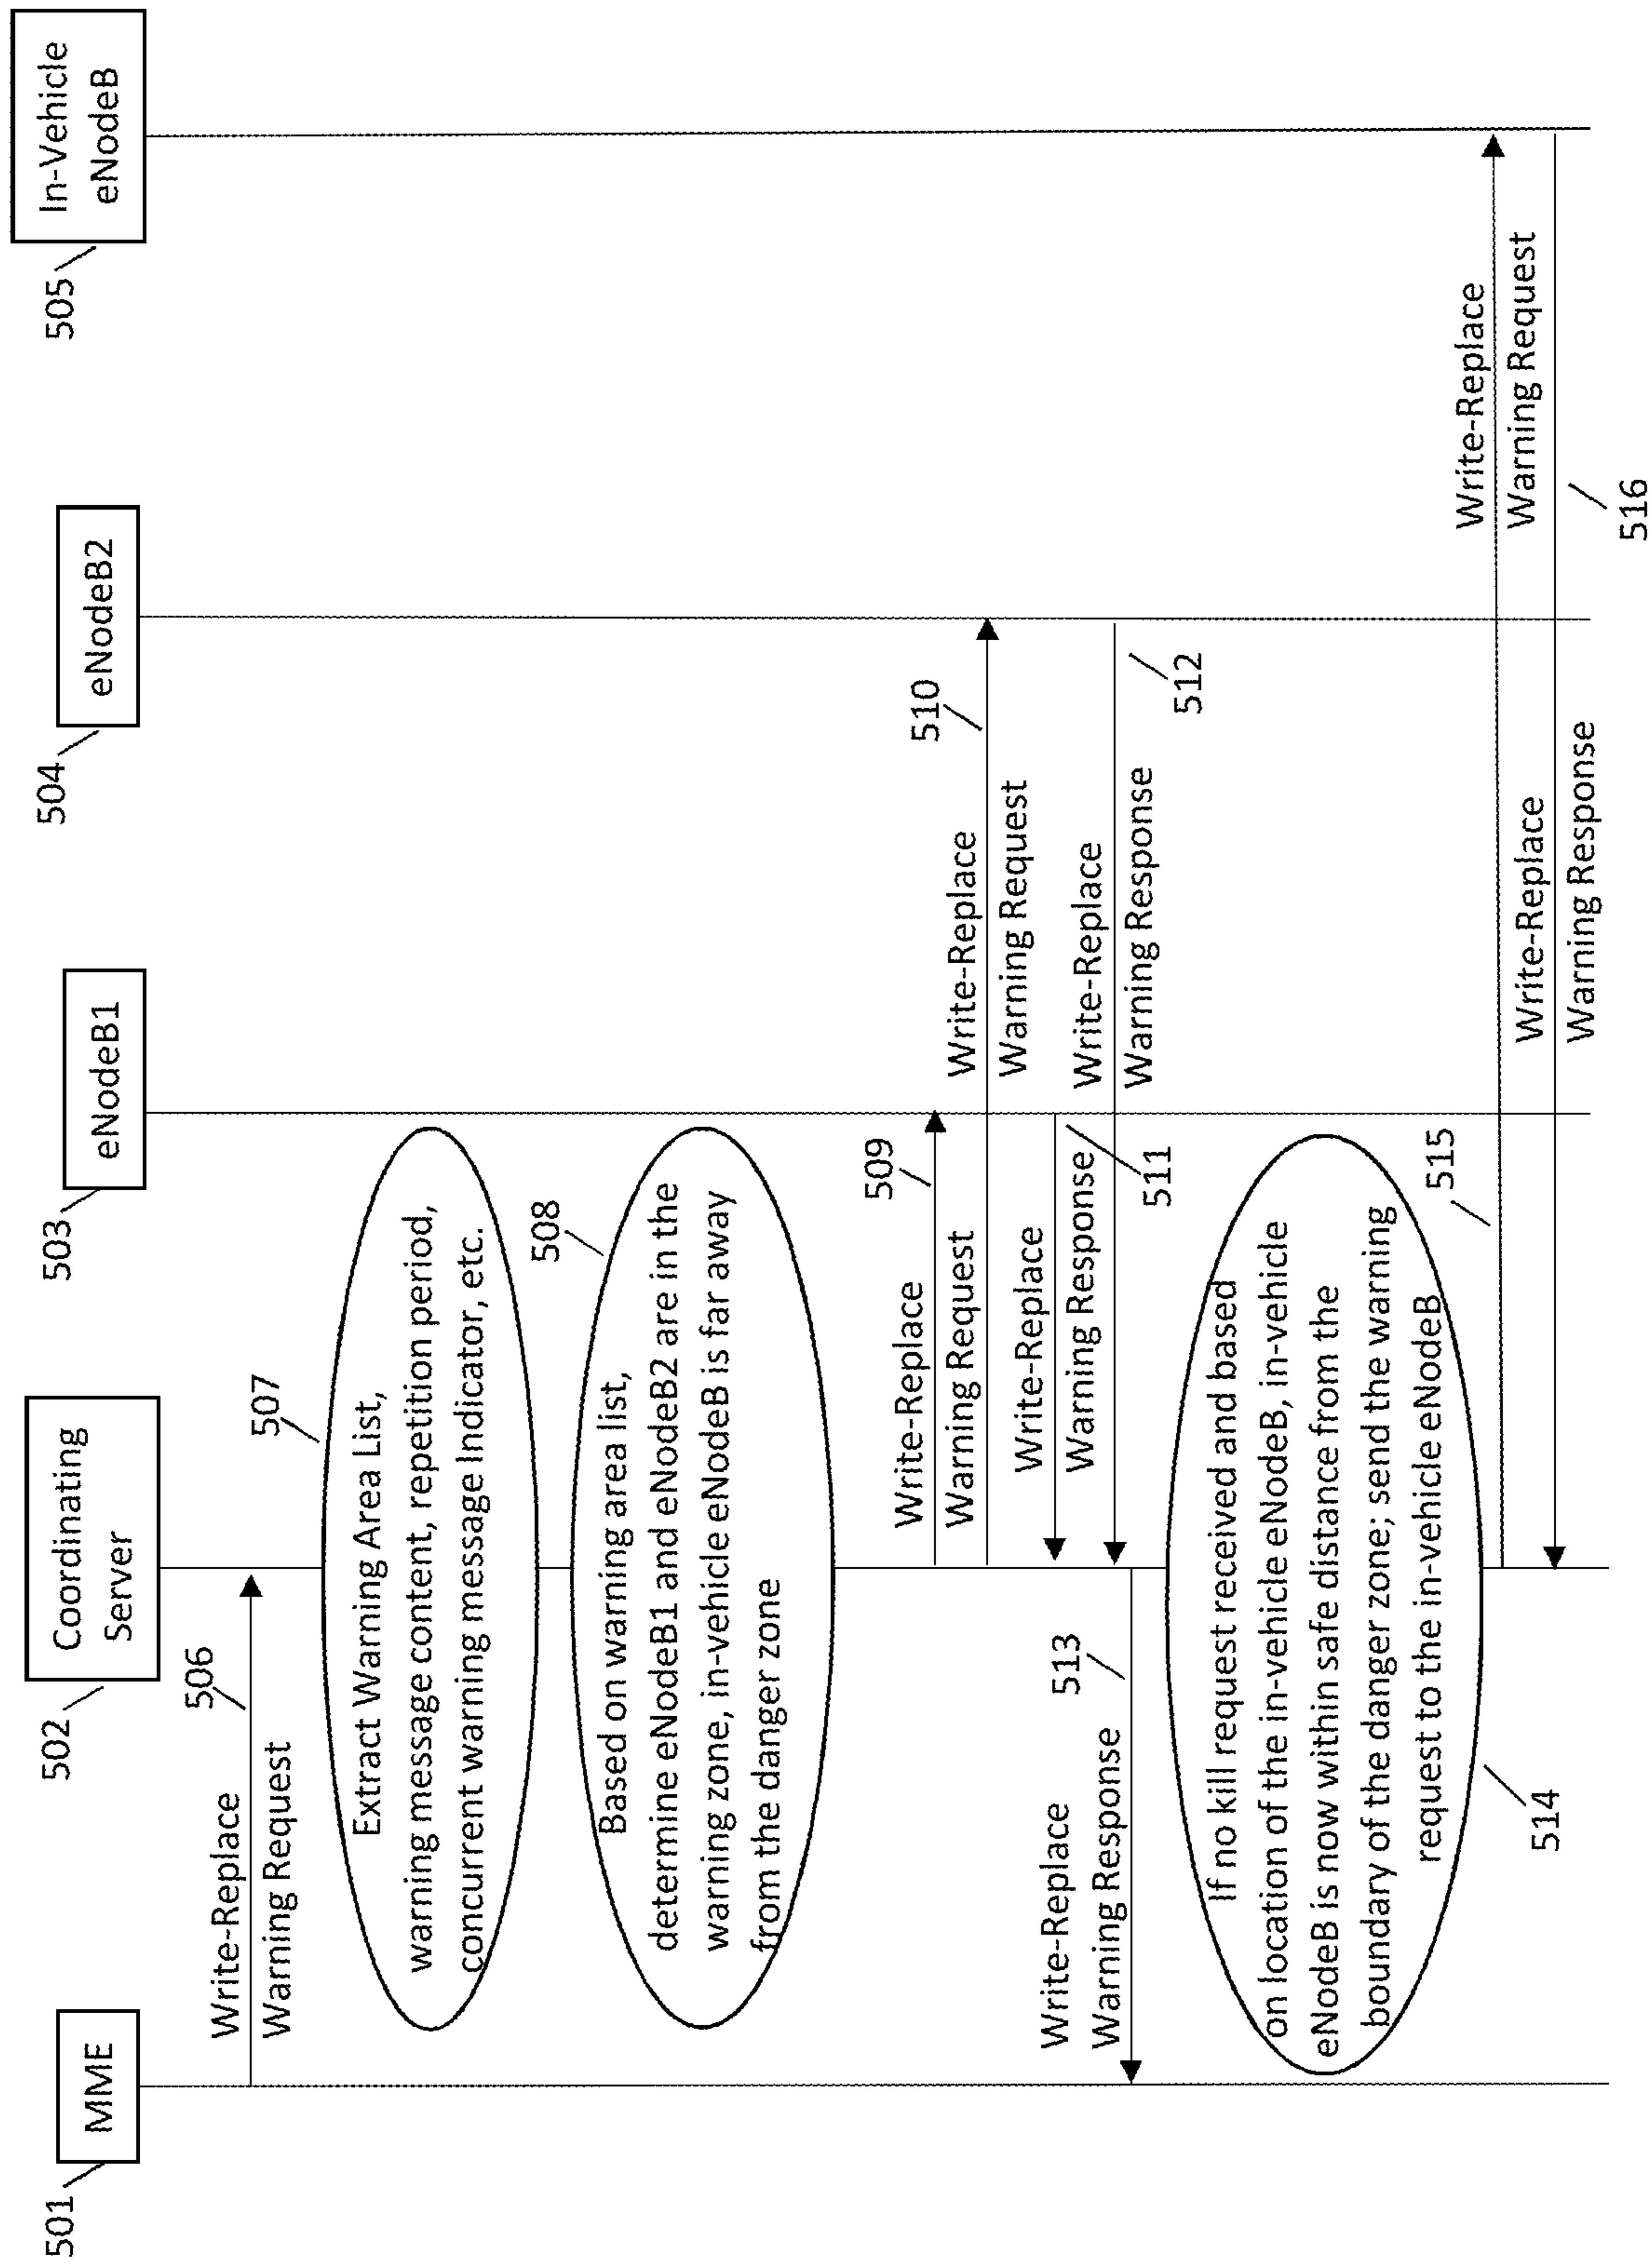 501
MME
502
Coordinating
Server
503
eNodeB1
504
eNodeB2
505
In-Vehicle
eNodeB
506
Write-Replace
Warning Request
507
Extract Warning Area List,
warning message content, repetition period,
concurrent warning message Indicator, etc.
508
Based on warning area list,
determine eNodeB1 and eNodeB2 are in the
warning zone, in-vehicle eNodeB is far away
from the danger zone
509
Write-Replace
Warning Request
510
Write-Replace
Warning Request
Write-Replace
Warning Response
511
Write-Replace
Warning Response
512
513
Write-Replace
Warning Response
If no kill request received and based
on location of the in-vehicle eNodeB, in-vehicle
eNodeB is now within safe distance from the
boundary of the danger zone; send the warning
request to the in-vehicle eNodeB
514
515
Write-Replace
Warning Request
Write-Replace
Warning Response
516